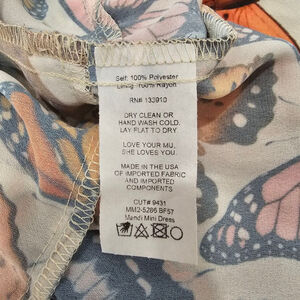 Self: 100% Polyester
Lining: 100% Rayon
RN# 133910
DRY CLEAN OR
HAND WASH COLD.
LAY FLAT TO DRY
LOVE YOUR MU,
SHE LOVES YOU.
MADE IN THE USA
OF IMPORTED FABRIC
AND IMPORTED
COMPONENTS
CUT# 9431
MM2-5286 BF57
Mandi Mini Dress